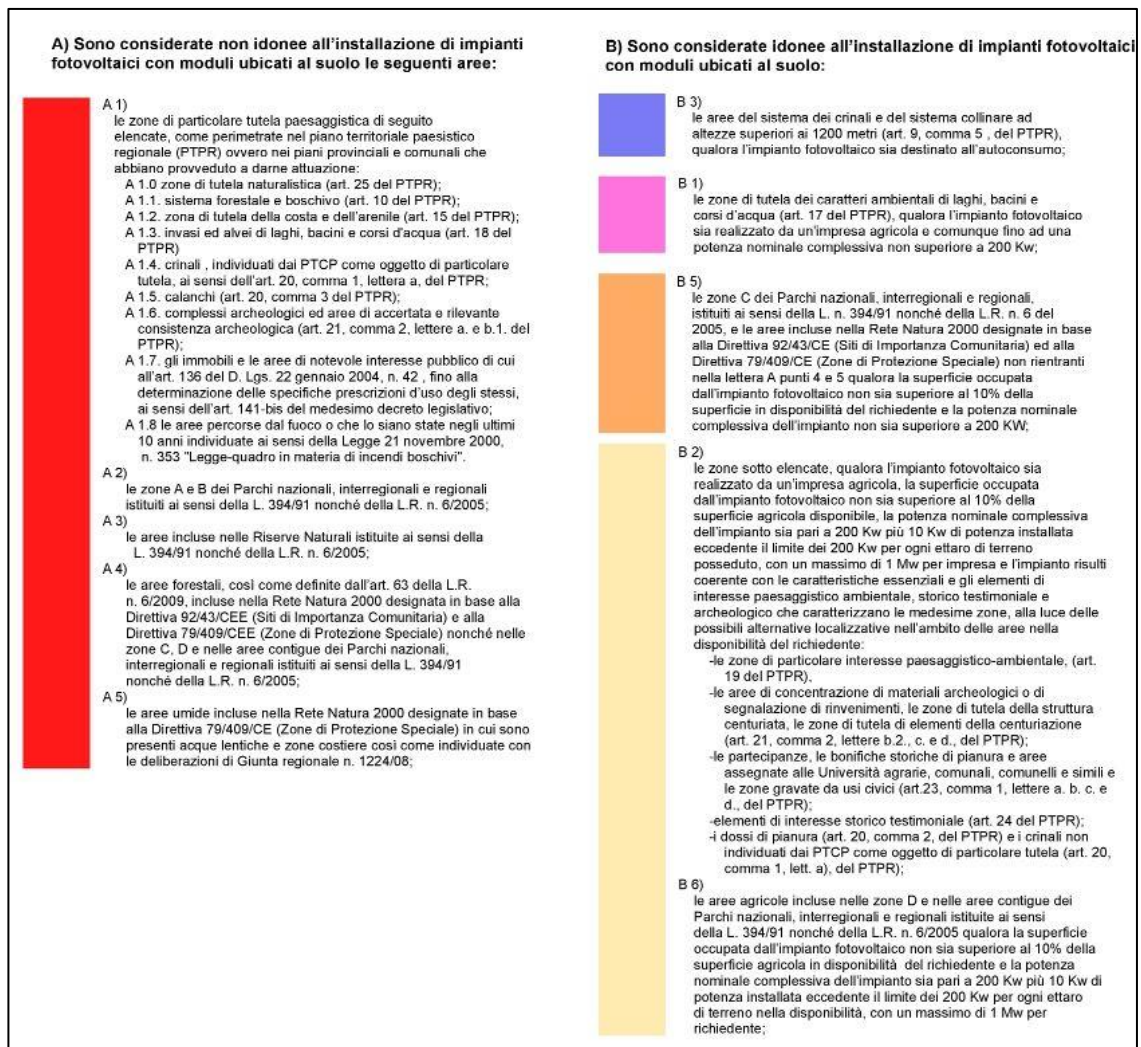 A) Sono considerate non idonee all'installazione di impianti
fotovoltaici con moduli ubicati al suolo le seguenti aree:
A 1)
le zone di particolare tutela paesaggistica di seguito
elencate, come perimetrate nel piano territoriale paesistico
regionale (PTPR) ovvero nei piani provinciali e comunali che
abbiano provveduto a darne attuazione:
A 1.0 zone di tutela naturalistica (art. 25 del PTPR);
A 1.1. sistema forestale e boschivo (art. 10 del PTPR);
A 1.2. zona di tutela della costa e dell'arenile (art. 15 del PTPR);
A 1.3. invasi ed alvei di laghi, bacini e corsi d'acqua (art. 18 del
PTPR)
A 1.4. crinali , individuati dai PTCP come oggetto di particolare
tutela, ai sensi dell'art. 20, comma 1, lettera a, del PTPR;
A 1.5. calanchi (art. 20, comma 3 del PTPR);
A 1.6. complessi archeologici ed aree di accertata e rilevante
consistenza archeologica (art. 21, comma 2, lettere a. e b.1. del
PTPR);
A 1.7. gli immobili e le aree di notevole interesse pubblico di cui
all'art. 136 del D. Lgs. 22 gennaio 2004, n. 42 , fino alla
determinazione delle specifiche prescrizioni d'uso degli stessi,
ai sensi dell'art. 141-bis del medesimo decreto legislativo;
A 1.8 le aree percorse dal fuoco o che lo siano state negli ultimi
10 anni individuate ai sensi della Legge 21 novembre 2000,
n. 353 "Legge-quadro in materia di incendi boschivi".
A 2)
le zone A e B dei Parchi nazionali, interregionali e regionali
istituiti ai sensi della L. 394/91 nonché della L.R. n. 6/2005;
A 3)
le aree incluse nelle Riserve Naturali istituite ai sensi della
L. 394/91 nonché della L.R. n. 6/2005;
A 4)
le aree forestali, così come definite dall'art. 63 della L.R.
n. 6/2009, incluse nella Rete Natura 2000 designata in base alla
Direttiva 92/43/CEE (Siti di Importanza Comunitaria) e alla
Direttiva 79/409/CEE (Zone di Protezione Speciale) nonché nelle
zone C, D e nelle aree contigue dei Parchi nazionali,
interregionali e regionali istituiti ai sensi della L. 394/91
nonché della L.R. n. 6/2005;
A 5)
le aree umide incluse nella Rete Natura 2000 designate in base
alla Direttiva 79/409/CE (Zone di Protezione Speciale) in cui sono
presenti acque lentiche e zone costiere così come individuate con
le deliberazioni di Giunta regionale n. 1224/08;
B) Sono considerate idonee all'installazione di impianti fotovoltaici
con moduli ubicati al suolo:
B 3)
le aree del sistema dei crinali e del sistema collinare ad
altezze superiori ai 1200 metri (art. 9, comma 5 , del PTPR),
qualora l'impianto fotovoltaico sia destinato all'autoconsumo;
B 1)
le zone di tutela dei caratteri ambientali di laghi, bacini e
corsi d'acqua (art. 17 del PTPR), qualora l'impianto fotovoltaico
sia realizzato da un'impresa agricola e comunque fino ad una
potenza nominale complessiva non superiore a 200 Kw;
B 5)
le zone C dei Parchi nazionali, interregionali e regionali,
istituiti ai sensi della L. n. 394/91 nonché della L.R. n. 6 del
2005, e le aree incluse nella Rete Natura 2000 designate in base
alla Direttiva 92/43/CE (Siti di Importanza Comunitaria) ed alla
Direttiva 79/409/CE (Zone di Protezione Speciale) non rientranti
nella lettera A punti 4 e 5 qualora la superficie occupata
dall'impianto fotovoltaico non sia superiore al 10% della
superficie in disponibilità del richiedente e la potenza nominale
complessiva dell'impianto non sia superiore a 200 KW;
B 2)
le zone sotto elencate, qualora l'impianto fotovoltaico sia
realizzato da un'impresa agricola, la superficie occupata
dall'impianto fotovoltaico non sia superiore al 10% della
superficie agricola disponibile, la potenza nominale complessiva
dell'impianto sia pari a 200 Kw più 10 Kw di potenza installata
eccedente il limite dei 200 Kw per ogni ettaro di terreno
posseduto, con un massimo di 1 Mw per impresa e l'impianto risulti
coerente con le caratteristiche essenziali e gli elementi di
interesse paesaggistico ambientale, storico testimoniale e
archeologico che caratterizzano le medesime zone, alla luce delle
possibili alternative localizzative nell'ambito delle aree nella
disponibilità del richiedente:
-le zone di particolare interesse paesaggistico-ambientale, (art.
19 del PTPR),
-le aree di concentrazione di materiali archeologici o di
segnalazione di rinvenimenti, le zone di tutela della struttura
centuriata, le zone di tutela di elementi della centuriazione
(art. 21, comma 2, lettere b.2., c. e d., del PTPR);
-le partecipanze, le bonifiche storiche di pianura e aree
assegnate alle Università agrarie, comunali, comunelli e simili e
le zone gravate da usi civici (art.23, comma 1, lettere a. b. c. e
d., del PTPR);
-elementi di interesse storico testimoniale (art. 24 del PTPR);
-i dossi di pianura (art. 20, comma 2, del PTPR) e i crinali non
individuati dai PTCP come oggetto di particolare tutela (art. 20,
comma 1, lett. a), del PTPR);
B 6)
le aree agricole incluse nelle zone D e nelle aree contigue dei
Parchi nazionali, interregionali e regionali istituite ai sensi
della L. 394/91 nonché della L.R. n. 6/2005 qualora la superficie
occupata dall'impianto fotovoltaico non sia superiore al 10% della
superficie agricola in disponibilità del richiedente e la potenza
nominale complessiva dell'impianto sia pari a 200 Kw più 10 Kw di
potenza installata eccedente il limite dei 200 Kw per ogni ettaro
di terreno nella disponibilità, con un massimo di 1 Mw per
richiedente;